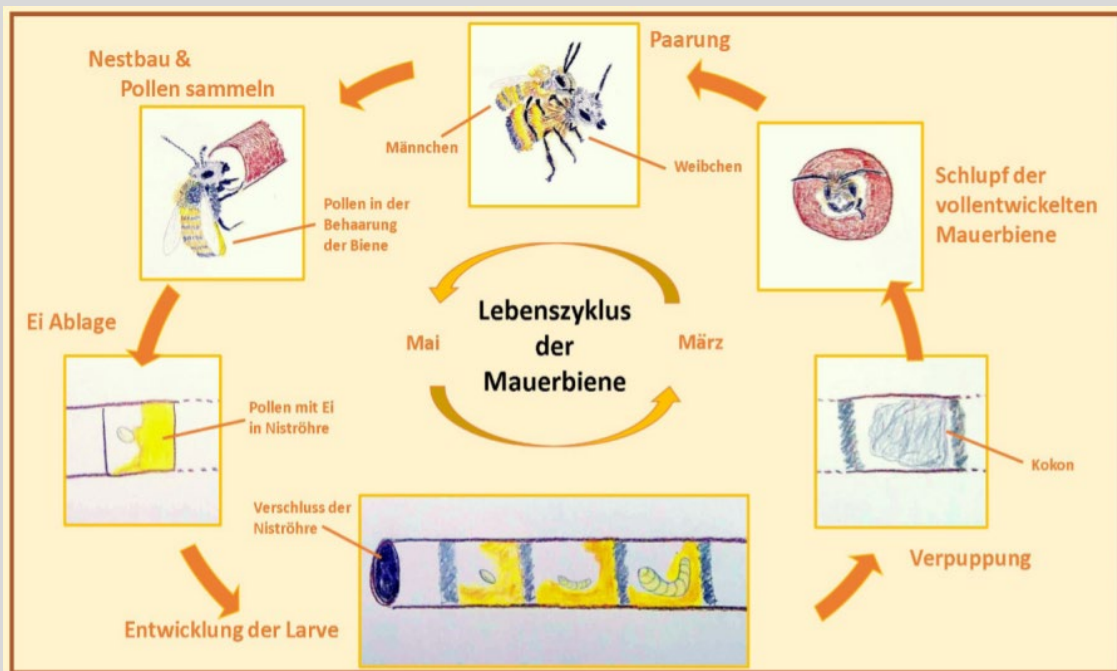 Paarung
Nestbau &
Pollen sammeln
Männchen
Weibchen
Schlupf der
vollentwickelten
Mauerbiene
Pollen in der
Behaarung
der Biene
Ei Ablage
Lebenszyklus
der
Mauerbiene
Mai
März
Pollen mit Ei
in Niströhre
Kokon
Verschluss der
Niströhre
Verpuppung
Entwicklung der Larve